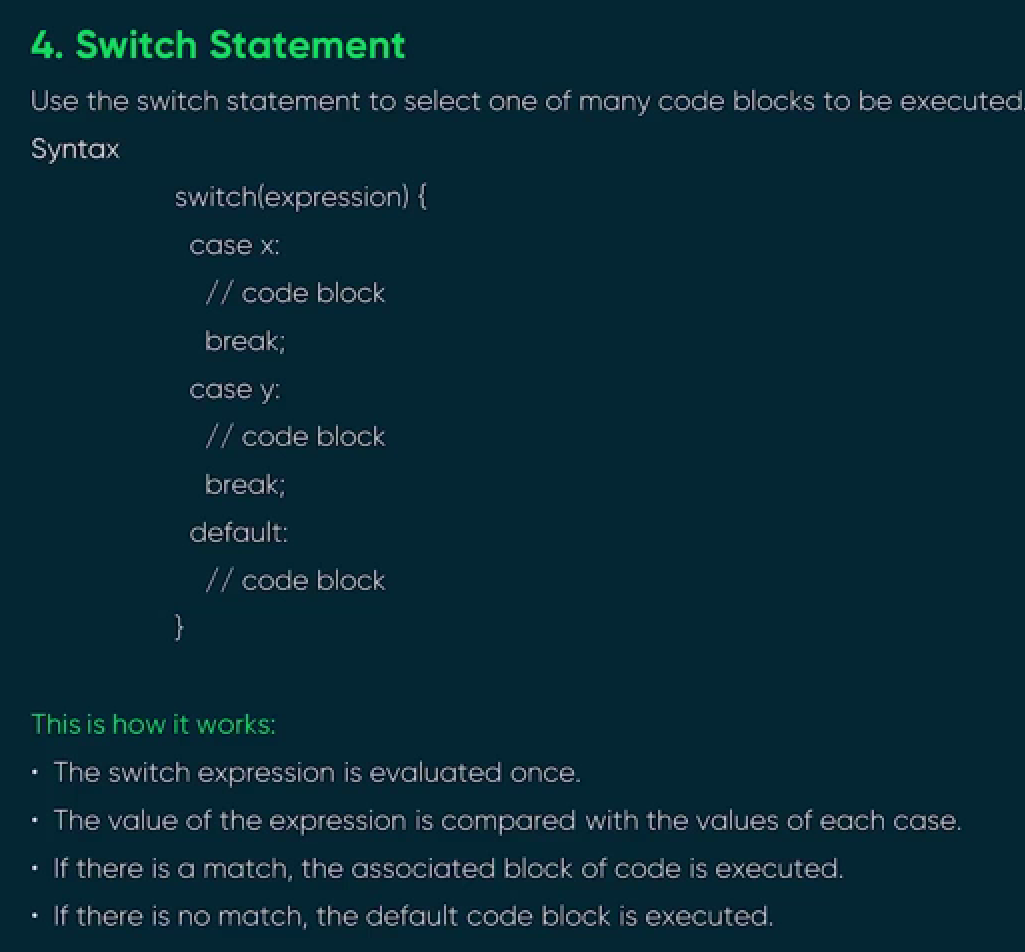 4. Switch Statement
Use the switch statement to select one of many code blocks to be executed.
Syntax
switch(expression) {
case x:
// code block
break;
case y:
// code block
break;
default:
// code block
}
This is how it works:
• The switch expression is evaluated once.
• The value of the expression is compared with the values of each case.
• If there is a match, the associated block of code is executed.
• If there is no match, the default code block is executed.